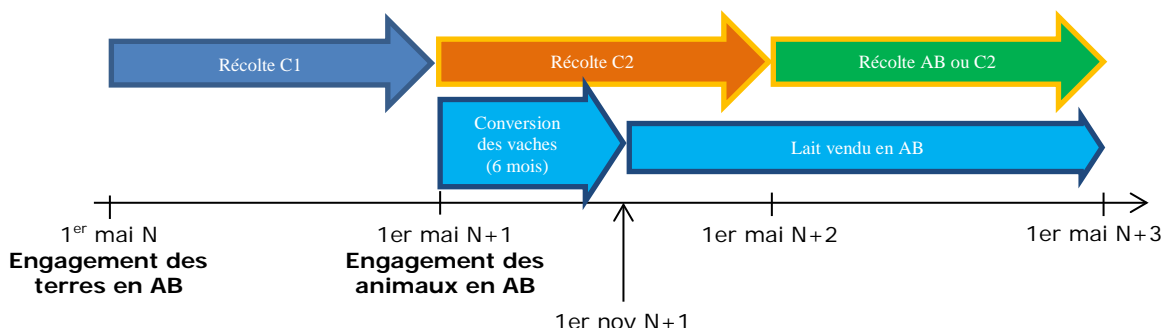 Récolte C1
Récolte C2
Récolte AB ou C2
Conversion
des vaches
(6 mois)
Lait vendu en AB
1er mai N
Engagement des
terres en AB
1er mai N+1
Engagement des
animaux en AB
1er mai N+2
1er mai N+3
1er nov N+1